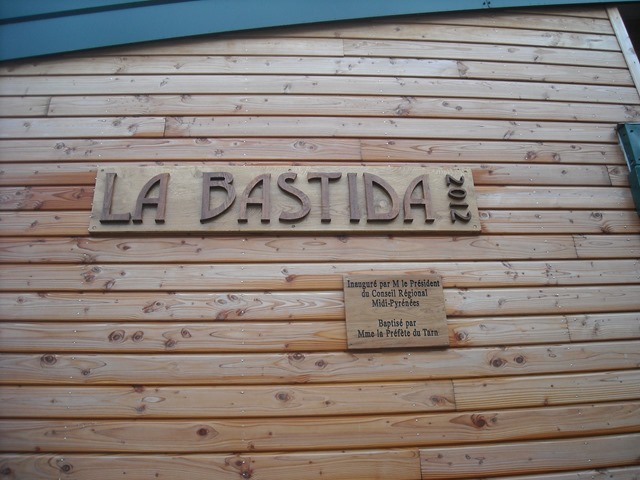 LA BASTIDA 2012
Inauguré par M le Président
du Conseil Régional
Midi-Pyrénées
Baptisé par
Mme la Préfète du Tarn